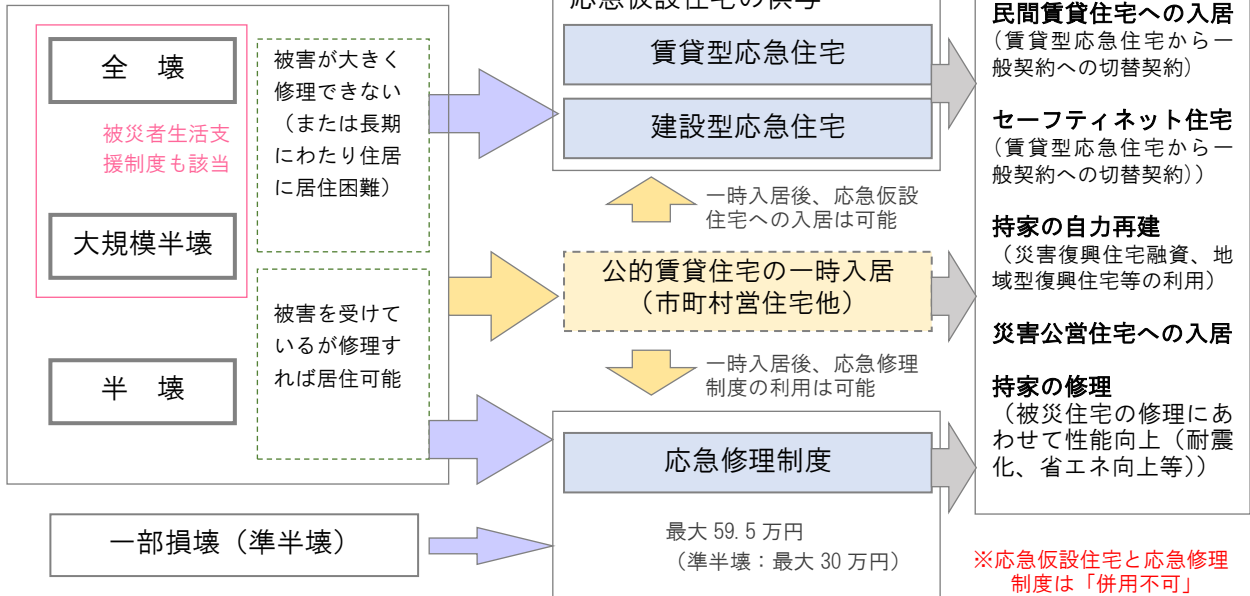 全　壊
被災者生活支
援制度も該当
大規模半壊
半　壊
一部損壊（準半壊）
被害が大きく
修理できない
（または長期
にわたり住居
に居住困難）
被害を受けて
いるが修理す
れば居住可能
応急仮設住宅の供与
賃貸型応急住宅
建設型応急住宅
一時入居後、応急仮設
住宅への入居は可能
公的賃貸住宅の一時入居
（市町村営住宅他）
一時入居後、応急修理
制度の利用は可能
応急修理制度
最大 59.5 万円
（準半壊：最大 30 万円）
民間賃貸住宅への入居
（賃貸型応急住宅から一
般契約への切替契約）
セーフティネット住宅
（賃貸型応急住宅から一
般契約への切替契約））
持家の自力再建
（災害復興住宅融資、地
域型復興住宅等の利用）
災害公営住宅への入居
持家の修理
（被災住宅の修理にあ
わせて性能向上（耐震
化、省エネ向上等））
※応急仮設住宅と応急修理
制度は「併用不可」